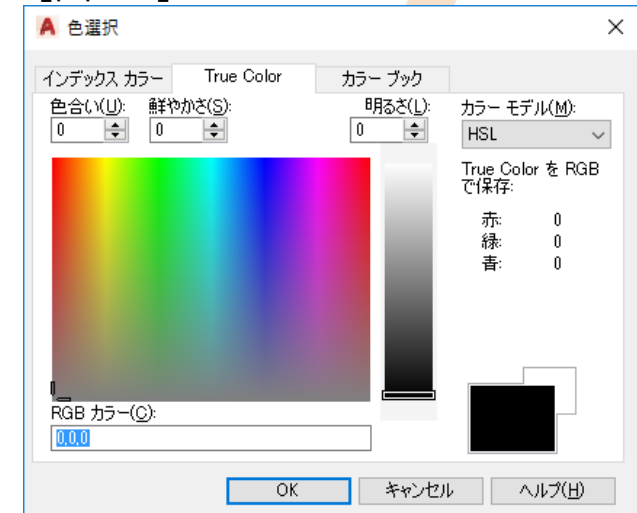 色選択
インデックス カラー True Color カラー ブック
色合い(U): 鮮やかさ(S): 明るさ(L): カラー モデル(M):
0 0 0 HSL
True Color を RGB
で保存:
赤: 0
緑: 0
青: 0
RGB カラー(C):
0,0,0
OK キャンセル ヘルプ(H)